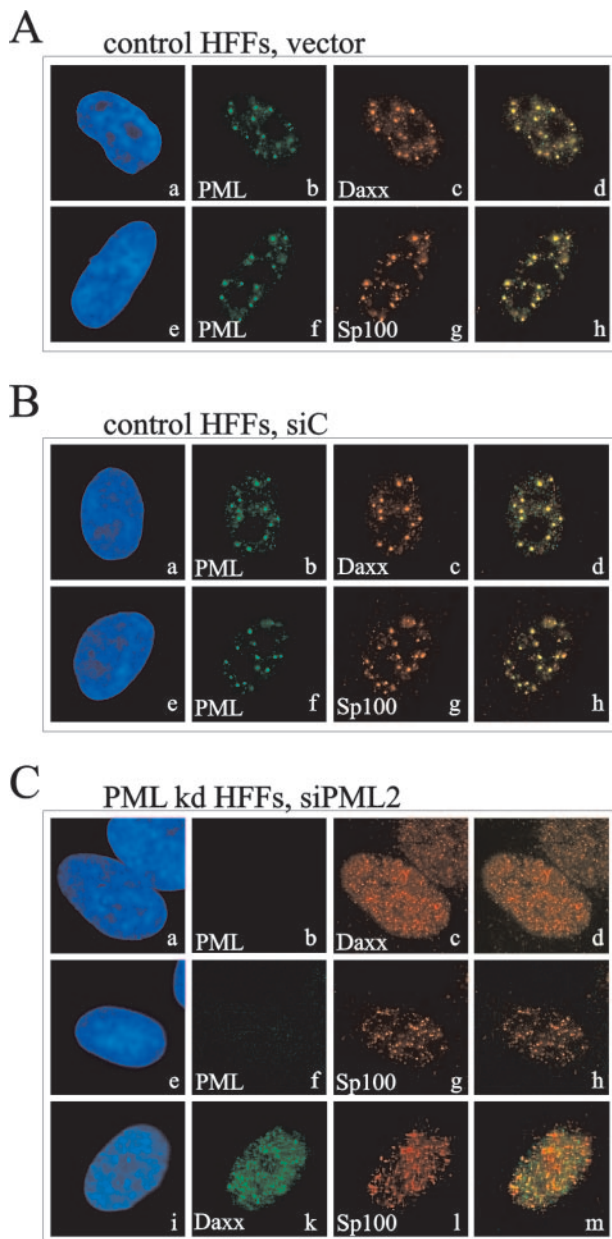 A
control HFFs, vector
a
PML b
Daxx c
d
e
PML f
Sp100 g
h
B
control HFFs, siC
a
PML b
Daxx c
d
e
PML f
Sp100 g
h
C
PML kd HFFs, siPML2
a
PML b
Daxx c
d
e
PML f
Sp100 g
h
i
Daxx k
Sp100 l
m